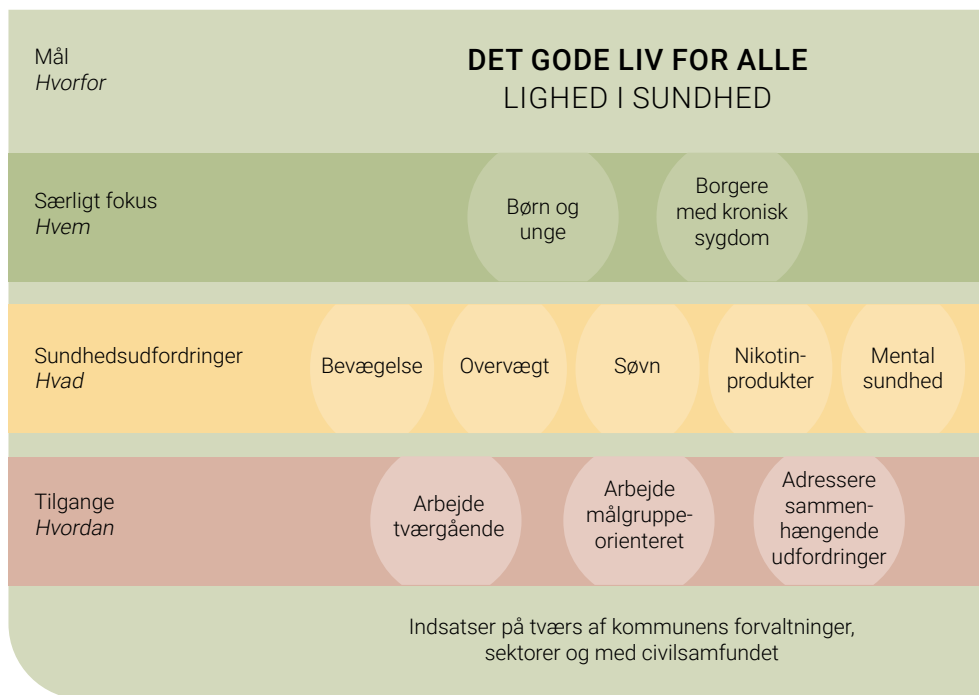 Mål
Hvorfor
DET GODE LIV FOR ALLE
LIGHED I SUNDHED
Særligt fokus
Hvem
Børn og
unge
Borgere
med kronisk
sygdom
Sundhedsudfordringer
Hvad
Bevægelse
Overvægt
Søvn
Nikotin-
produkter
Mental
sundhed
Tilgange
Hvordan
Arbejde
tværgående
Arbejde
målgruppe-
orienteret
Adressere
sammen-
hængende
udfordringer
Indsatser på tværs af kommunens forvaltninger,
sektorer og med civilsamfundet